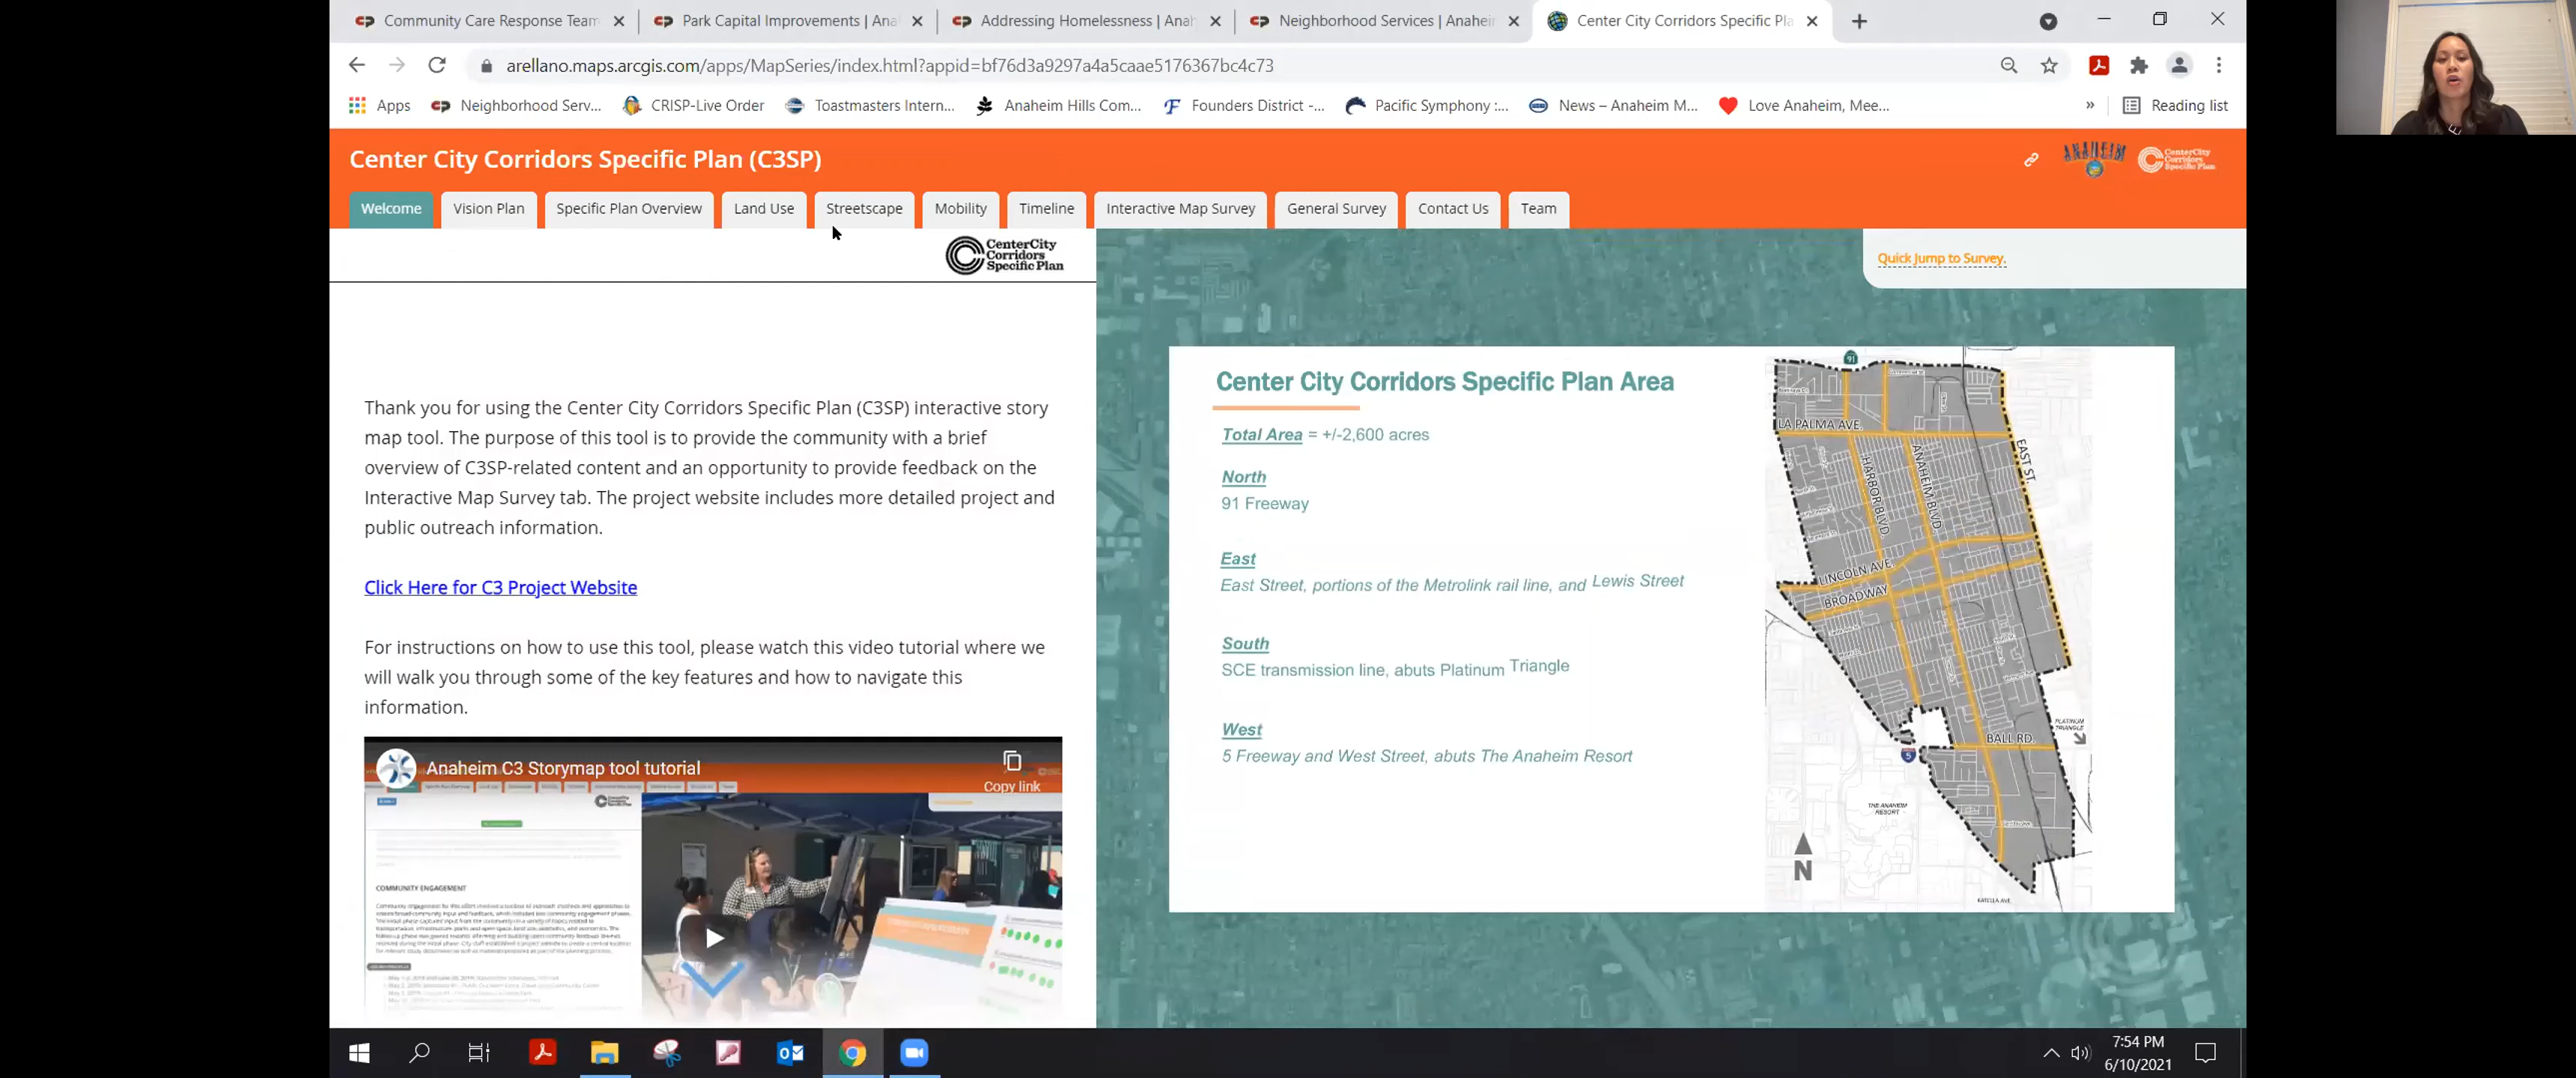 Community Care Response Team
Park Capital Improvements | Ana
Addressing Homelessness | Anah
Neighborhood Services | Anaheim
Center City Corridors Specific Pla
arellano.maps.arcgis.com/apps/MapSeries/index.html?appid=bf76d3a9297a4a5caae5176367bc4c73
Apps
Neighborhood Serv...
CRISP-Live Order
Toastmasters Intern...
Anaheim Hills Com...
Founders District -...
Pacific Symphony :...
News – Anaheim M...
Love Anaheim, Mee...
»
Reading list
Center City Corridors Specific Plan (C3SP)
ANAHEIM
CenterCity
Corridors
Specific Plan
Welcome
Vision Plan
Specific Plan Overview
Land Use
Streetscape
Mobility
Timeline
Interactive Map Survey
General Survey
Contact Us
Team
CenterCity
Corridors
Specific Plan
Quick Jump to Survey.
Thank you for using the Center City Corridors Specific Plan (C3SP) interactive story
map tool. The purpose of this tool is to provide the community with a brief
overview of C3SP-related content and an opportunity to provide feedback on the
Interactive Map Survey tab. The project website includes more detailed project and
public outreach information.
Click Here for C3 Project Website
For instructions on how to use this tool, please watch this video tutorial where we
will walk you through some of the key features and how to navigate this
information.
Anaheim C3 Storymap tool tutorial
Copy link
COMMUNITY ENGAGEMENT
Center City Corridors Specific Plan Area
Total Area = +/-2,600 acres
North
91 Freeway
East
East Street, portions of the Metrolink rail line, and Lewis Street
South
SCE transmission line, abuts Platinum Triangle
West
5 Freeway and West Street, abuts The Anaheim Resort
91
LA PALMA AVE.
HARBOR BLVD.
ANAHEIM BLVD.
EAST ST.
LINCOLN AVE.
BROADWAY
PLATINUM
TRIANGLE
BALL RD.
5
THE ANAHEIM
RESORT
N
KATELLA AVE.
7:54 PM
6/10/2021